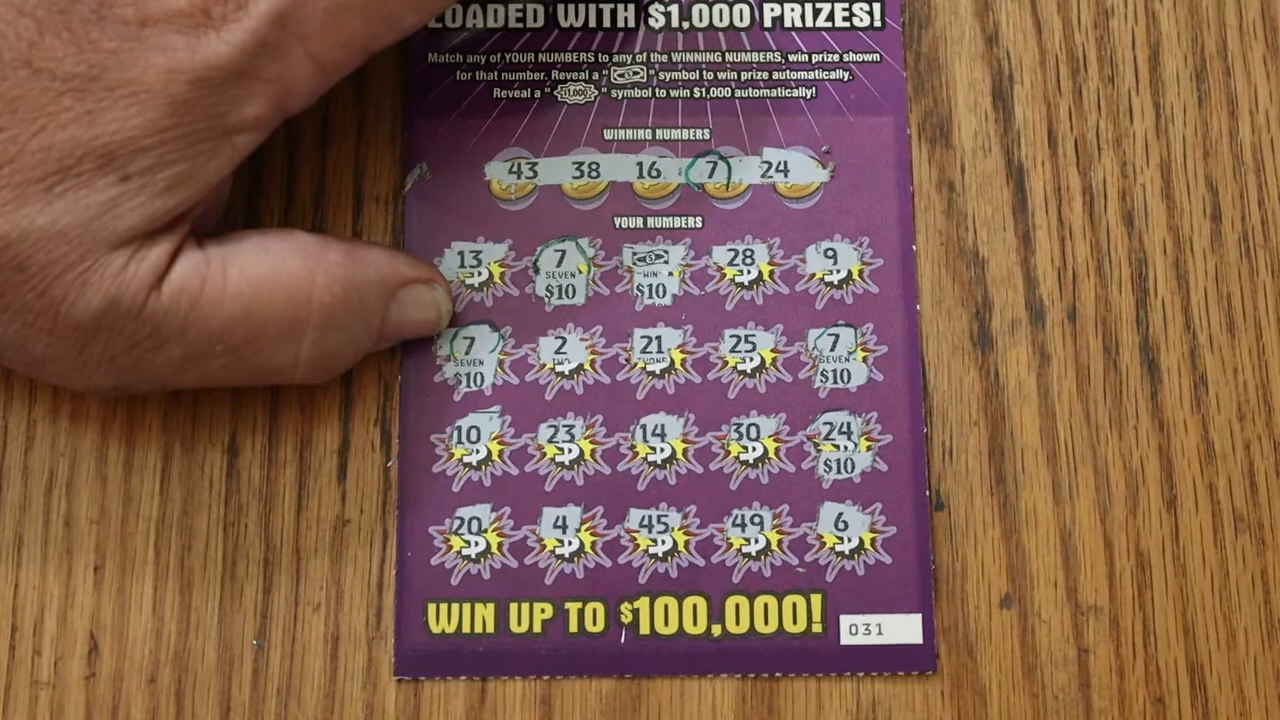 LOADED WITH $1,000 PRIZES!
Match any of YOUR NUMBERS to any of the WINNING NUMBERS, win prize shown
for that number. Reveal a " " symbol to win prize automatically.
Reveal a " $1,000 " symbol to win $1,000 automatically!
WINNING NUMBERS
43 38 16 7 24
YOUR NUMBERS
13 7 28 9
SEVEN WIN
$10 $10
7 2 21 25 7
SEVEN SEVEN
$10 $10
10 23 14 30 24
$10
20 4 45 49 6
WIN UP TO $100,000!
031